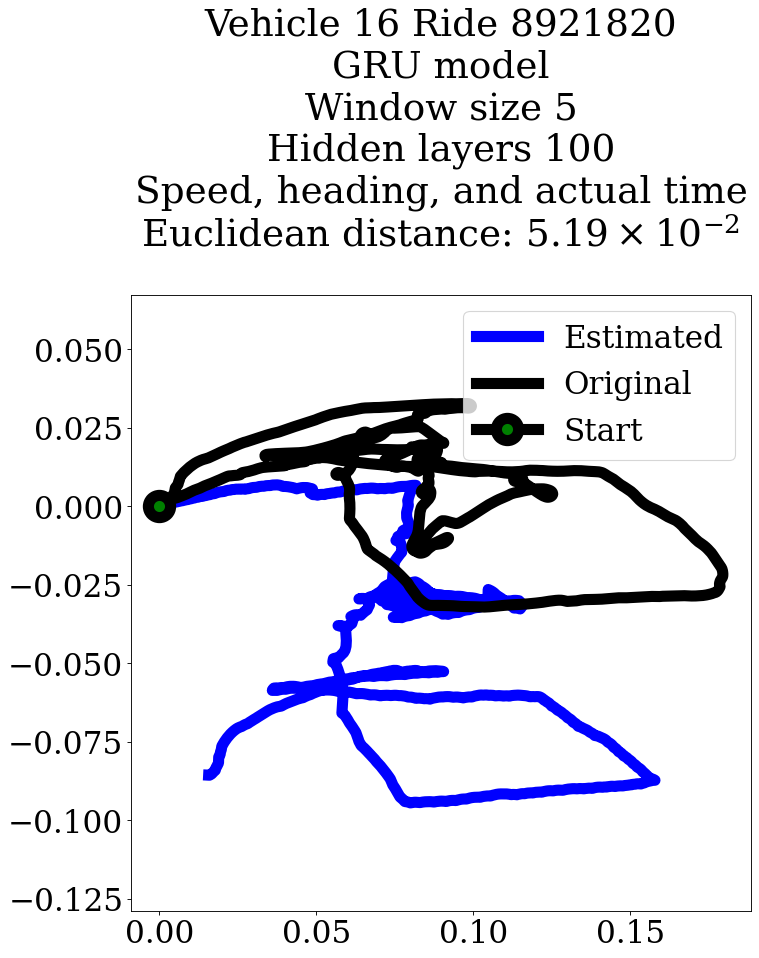 Vehicle 16 Ride 8921820
GRU model
Window size 5
Hidden layers 100
Speed, heading, and actual time
Euclidean distance: 5.19 × 10⁻²
Estimated
Original
Start
0.050
0.025
0.000
−0.025
−0.050
−0.075
−0.100
−0.125
0.00 0.05 0.10 0.15